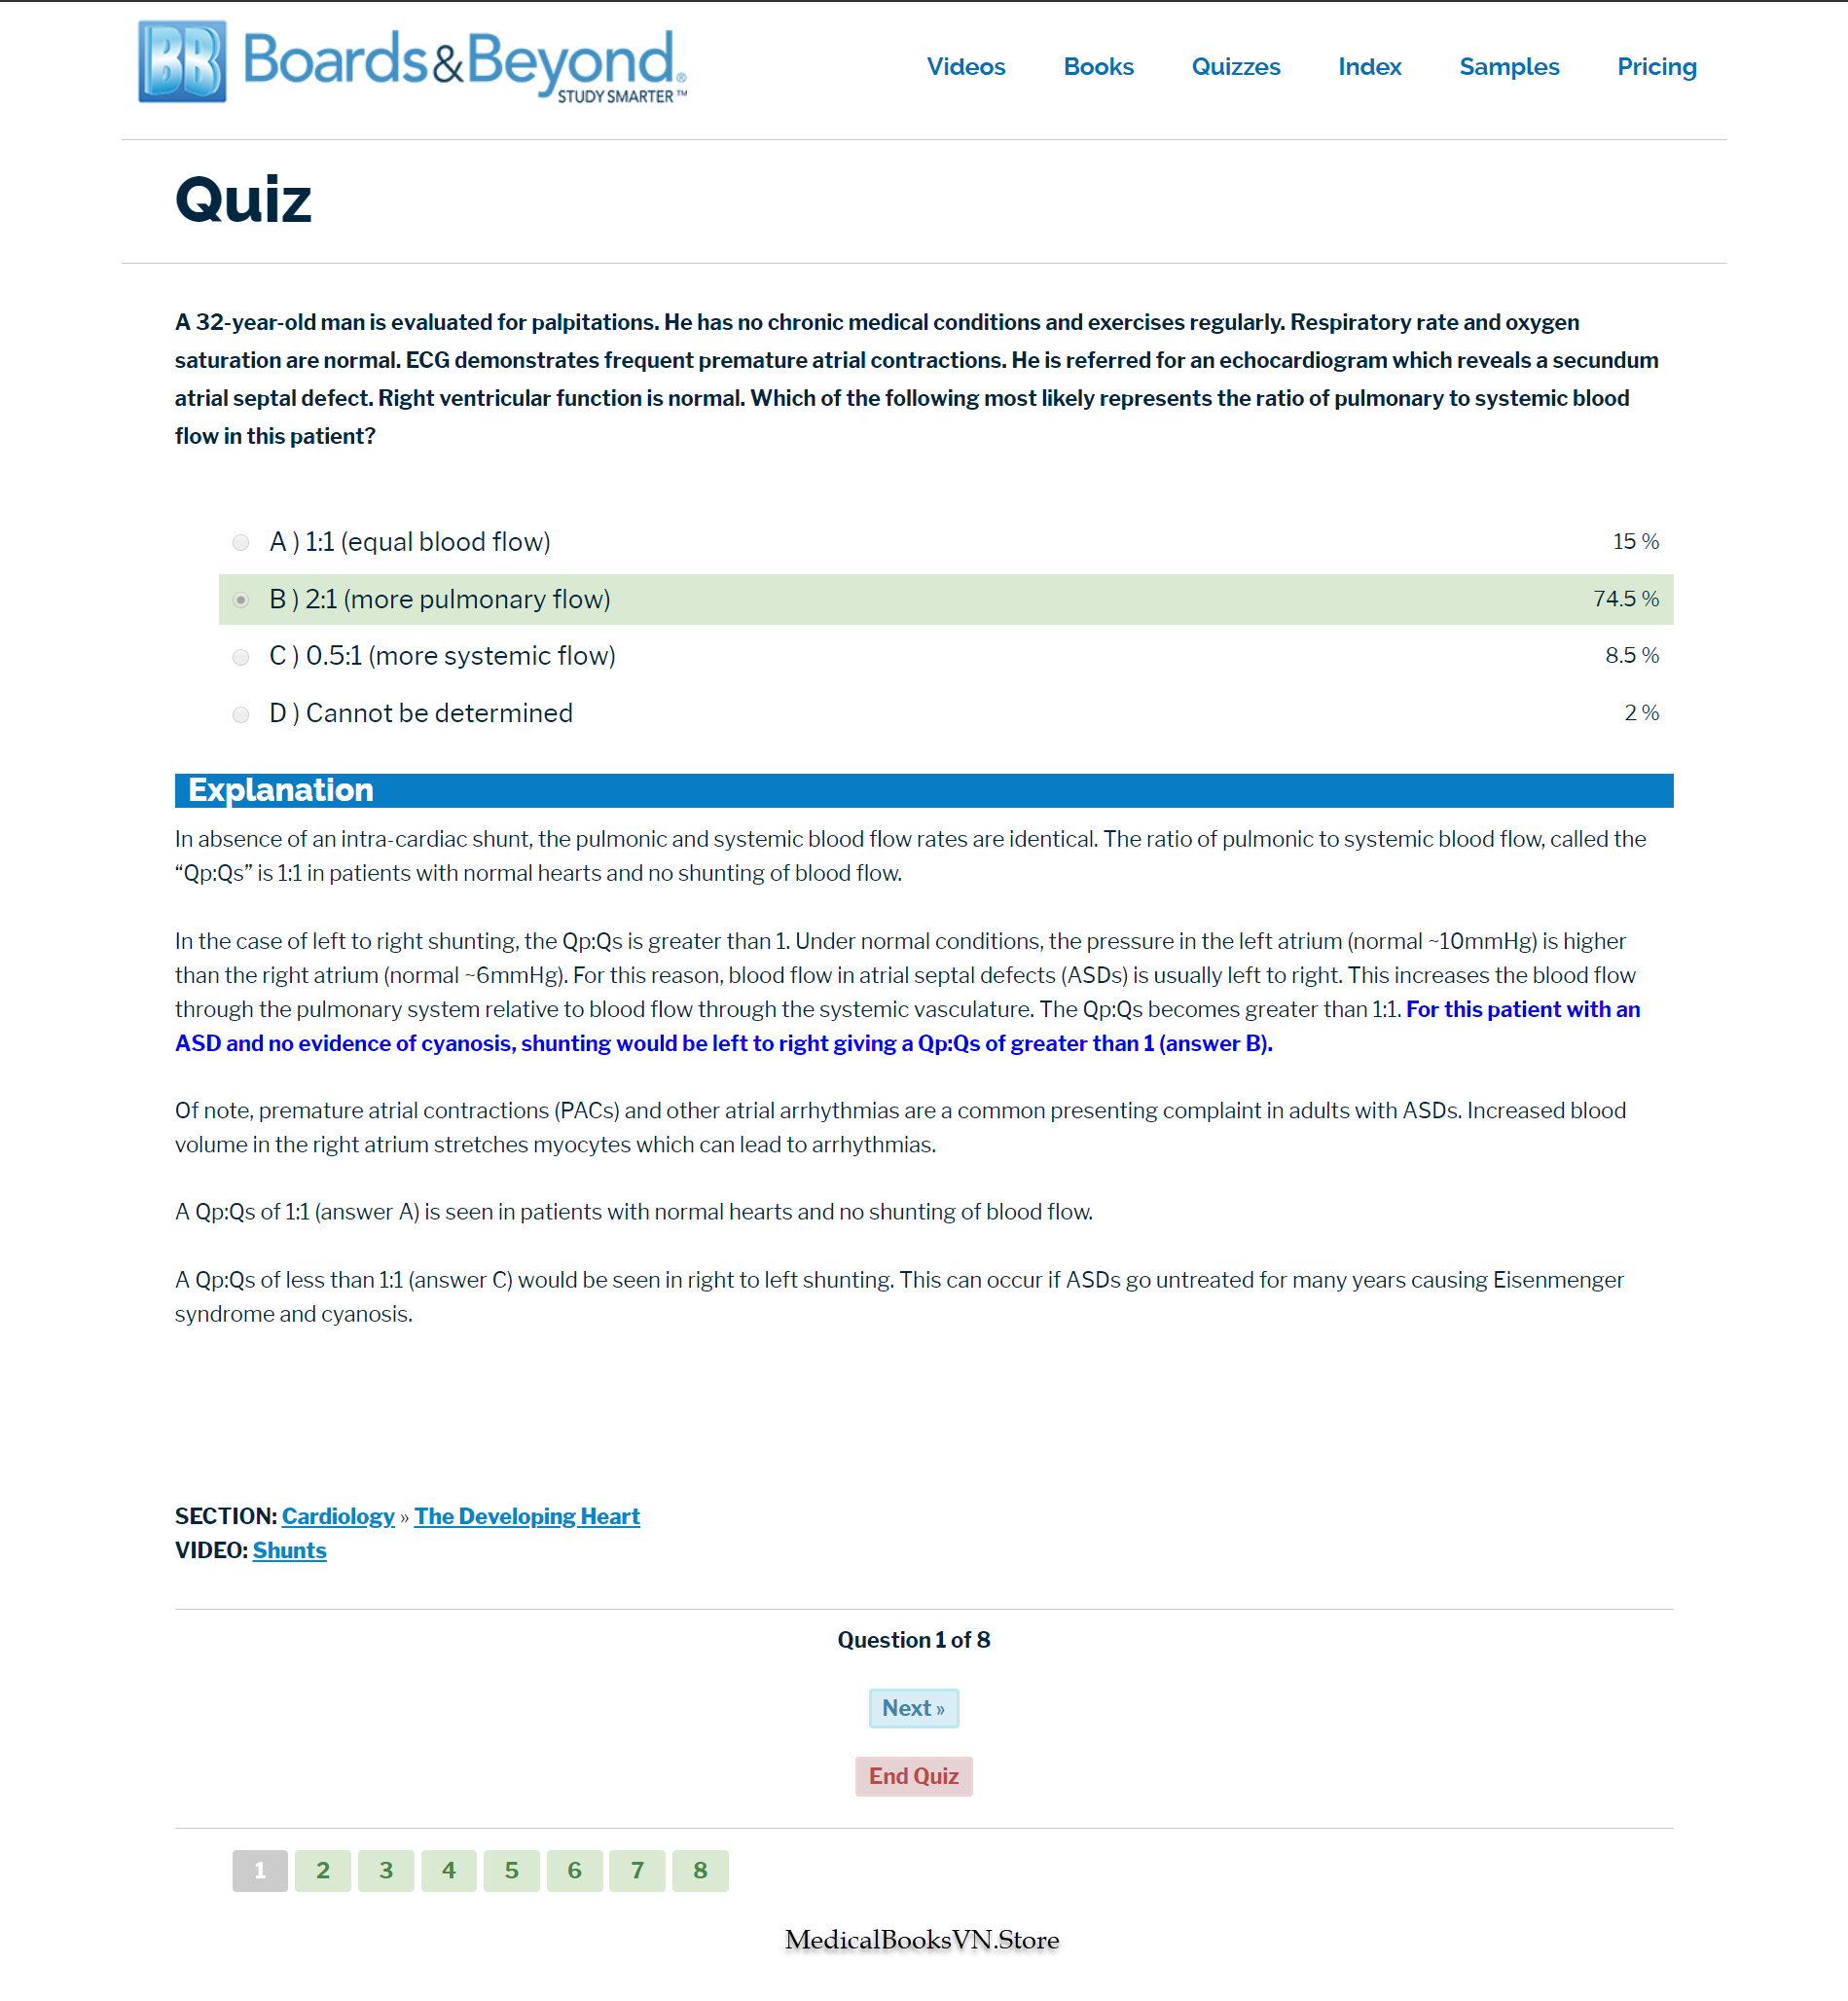 BB Boards&Beyond®
STUDY SMARTER™
Videos Books Quizzes Index Samples Pricing
Quiz
A 32-year-old man is evaluated for palpitations. He has no chronic medical conditions and exercises regularly. Respiratory rate and oxygen
saturation are normal. ECG demonstrates frequent premature atrial contractions. He is referred for an echocardiogram which reveals a secundum
atrial septal defect. Right ventricular function is normal. Which of the following most likely represents the ratio of pulmonary to systemic blood
flow in this patient?
A ) 1:1 (equal blood flow) 15 %
B ) 2:1 (more pulmonary flow) 74.5 %
C ) 0.5:1 (more systemic flow) 8.5 %
D ) Cannot be determined 2 %
Explanation
In absence of an intra-cardiac shunt, the pulmonic and systemic blood flow rates are identical. The ratio of pulmonic to systemic blood flow, called the
“Qp:Qs” is 1:1 in patients with normal hearts and no shunting of blood flow.
In the case of left to right shunting, the Qp:Qs is greater than 1. Under normal conditions, the pressure in the left atrium (normal ~10mmHg) is higher
than the right atrium (normal ~6mmHg). For this reason, blood flow in atrial septal defects (ASDs) is usually left to right. This increases the blood flow
through the pulmonary system relative to blood flow through the systemic vasculature. The Qp:Qs becomes greater than 1:1. For this patient with an
ASD and no evidence of cyanosis, shunting would be left to right giving a Qp:Qs of greater than 1 (answer B).
Of note, premature atrial contractions (PACs) and other atrial arrhythmias are a common presenting complaint in adults with ASDs. Increased blood
volume in the right atrium stretches myocytes which can lead to arrhythmias.
A Qp:Qs of 1:1 (answer A) is seen in patients with normal hearts and no shunting of blood flow.
A Qp:Qs of less than 1:1 (answer C) would be seen in right to left shunting. This can occur if ASDs go untreated for many years causing Eisenmenger
syndrome and cyanosis.
SECTION: Cardiology » The Developing Heart
VIDEO: Shunts
Question 1 of 8
Next »
End Quiz
1 2 3 4 5 6 7 8
MedicalBooksVN.Store